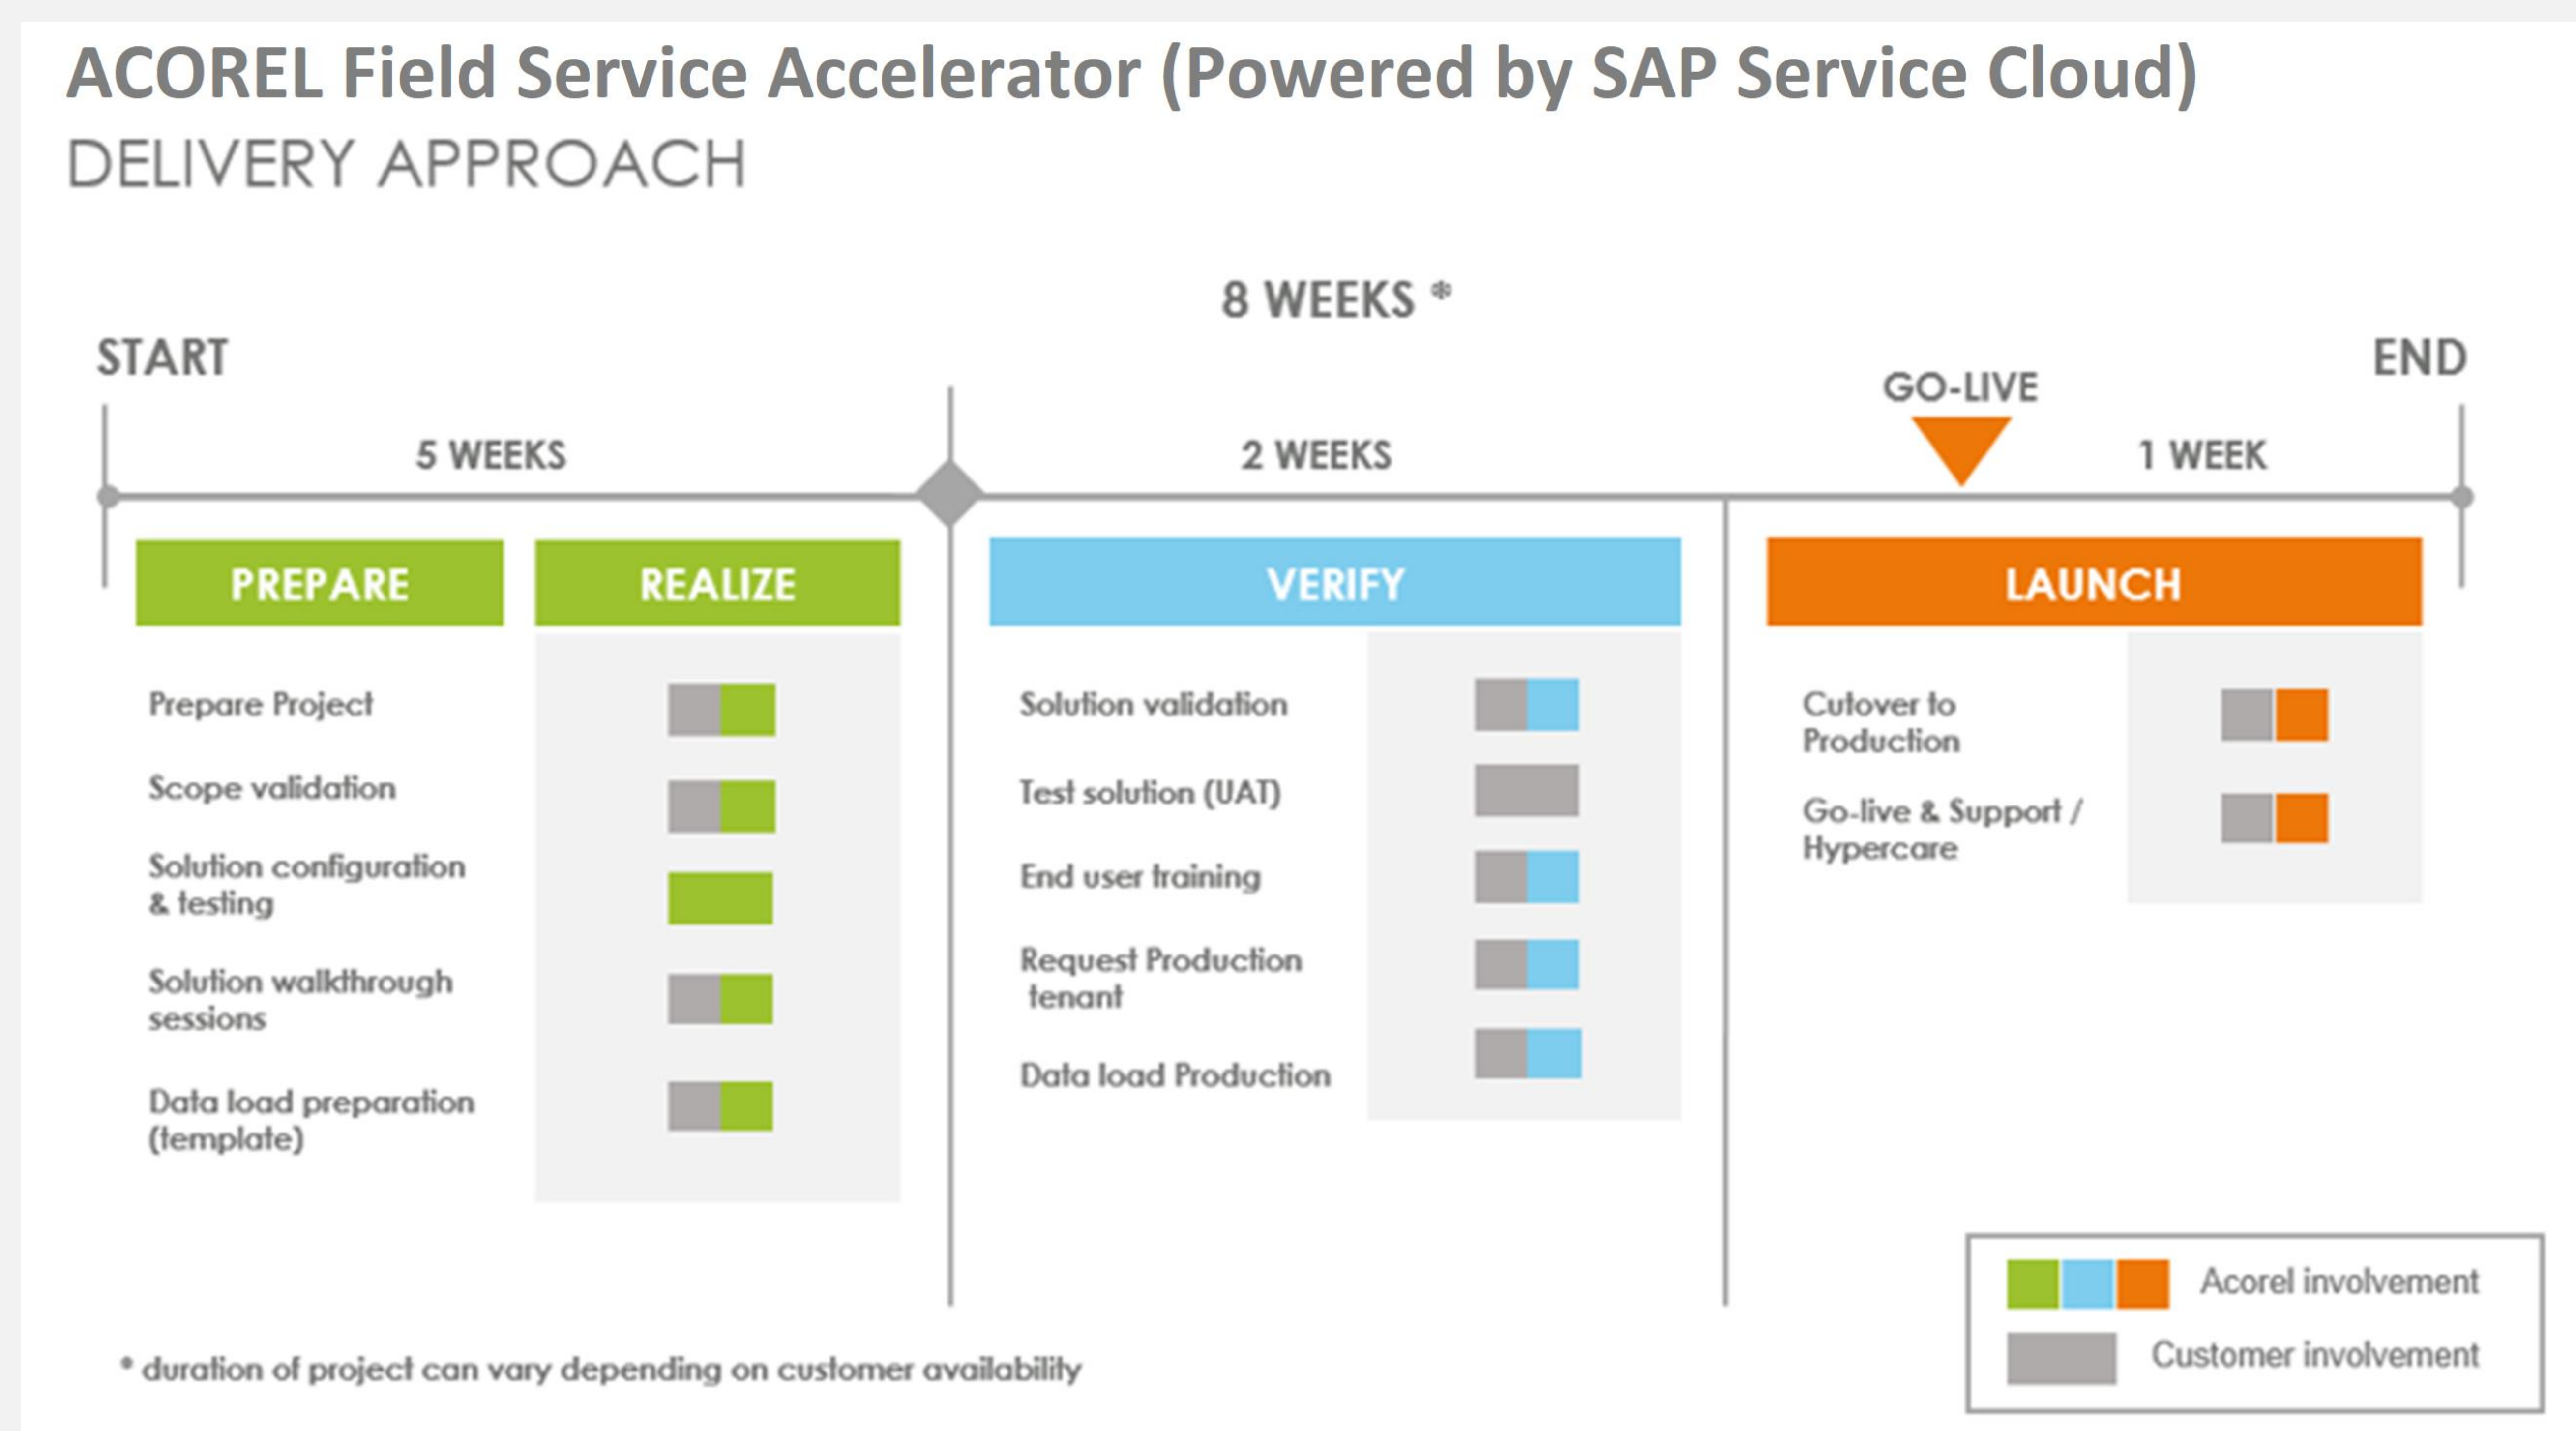 ACOREL Field Service Accelerator (Powered by SAP Service Cloud)
DELIVERY APPROACH
8 WEEKS *
START
END
GO-LIVE
5 WEEKS
2 WEEKS
1 WEEK
PREPARE
REALIZE
VERIFY
LAUNCH
Prepare Project
Scope validation
Solution configuration
& testing
Solution walkthrough
sessions
Data load preparation
(template)
Solution validation
Test solution (UAT)
End user training
Request Production
tenant
Data load Production
Cutover to
Production
Go-live & Support /
Hypercare
Acorel involvement
Customer involvement
* duration of project can vary depending on customer availability